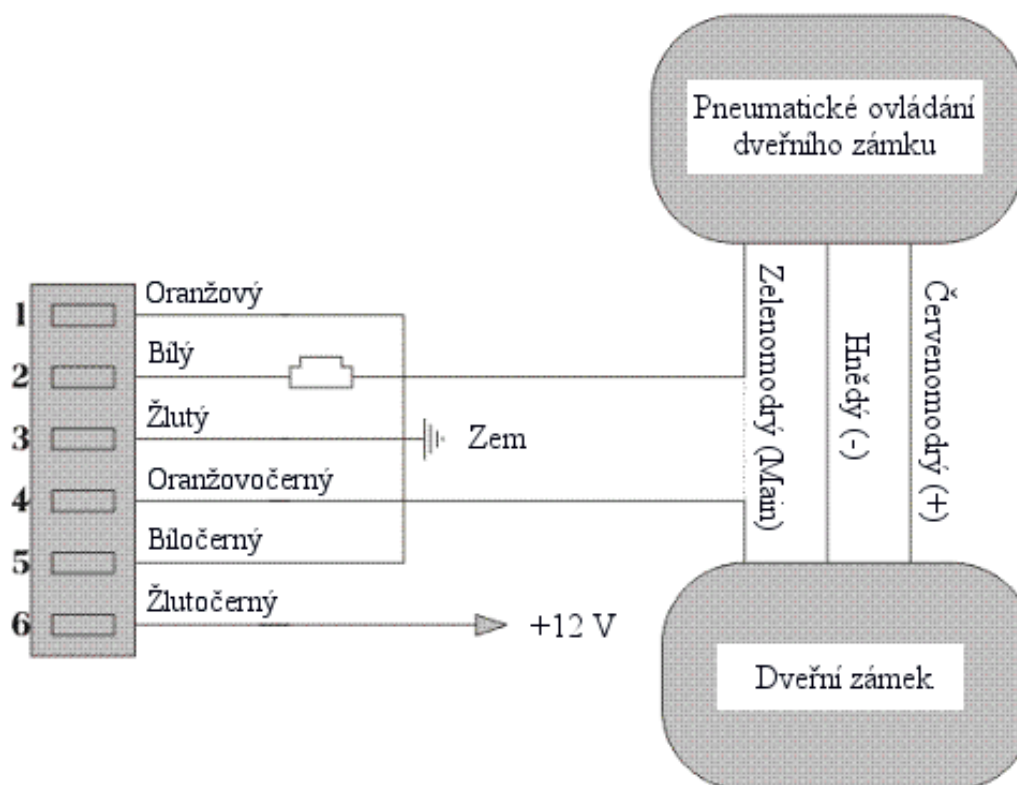 Pneumatické ovládání
dveřního zámku
1
Oranžový
2
Bílý
3
Žlutý
Zem
4
Oranžovočerný
5
Bíločerný
6
Žlutočerný
+12 V
Zelenomodrý (Main)
Hnědý (-)
Červenomodrý (+)
Dveřní zámek